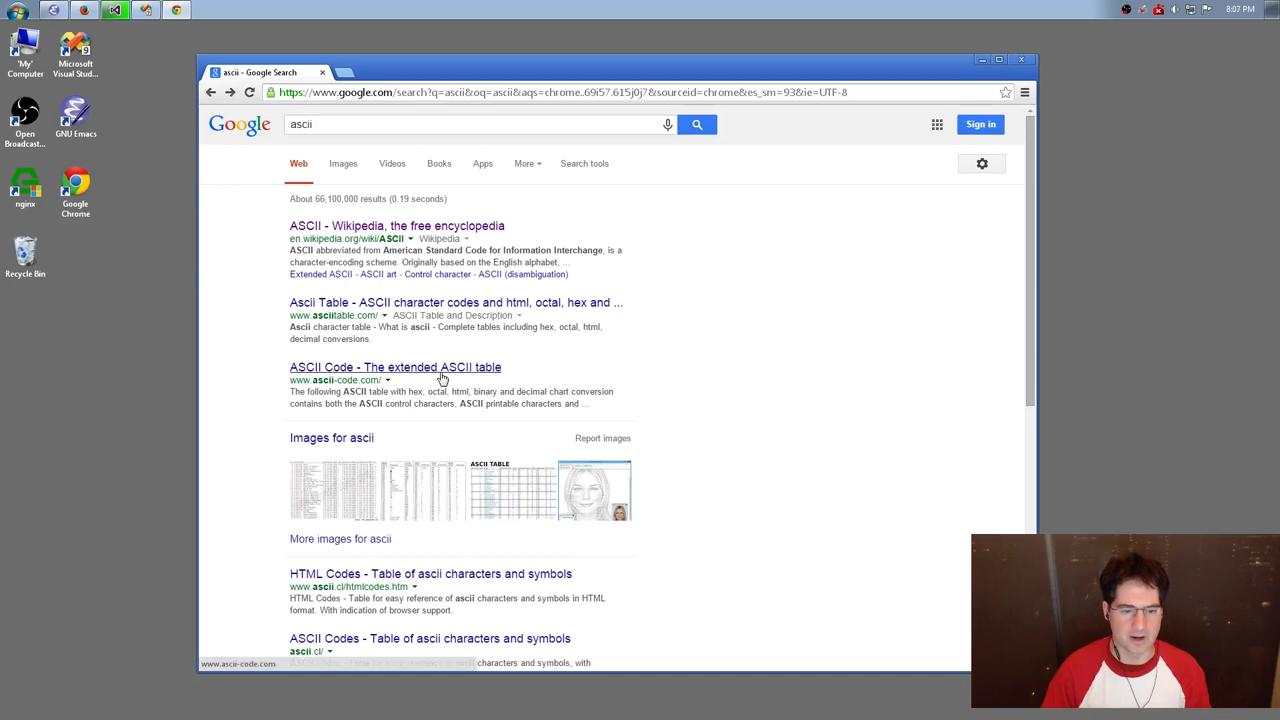 8:07 PM
'My'
Computer
Microsoft
Visual Stud...
Open
Broadcast...
GNU Emacs
nginx
Google
Chrome
Recycle Bin
ascii - Google Search
https://www.google.com/search?q=ascii&oq=ascii&aqs=chrome..69i57.615j0j7&sourceid=chrome&es_sm=93&ie=UTF-8
Google
ascii
Sign in
Web Images Videos Books Apps More Search tools
About 66,100,000 results (0.19 seconds)
ASCII - Wikipedia, the free encyclopedia
en.wikipedia.org/wiki/ASCII Wikipedia
ASCII abbreviated from American Standard Code for Information Interchange, is a
character-encoding scheme. Originally based on the English alphabet, ...
Extended ASCII - ASCII art - Control character - ASCII (disambiguation)
Ascii Table - ASCII character codes and html, octal, hex and ...
www.asciitable.com/ ASCII Table and Description
Ascii character table - What is ascii - Complete tables including hex, octal, html,
decimal conversions.
ASCII Code - The extended ASCII table
www.ascii-code.com/
The following ASCII table with hex, octal, html, binary and decimal chart conversion
contains both the ASCII control characters, ASCII printable characters and ...
Images for ascii Report images
ASCII TABLE
More images for ascii
HTML Codes - Table of ascii characters and symbols
www.ascii.cl/htmlcodes.htm
HTML Codes - Table for easy reference of ascii characters and symbols in HTML
format. With indication of browser support.
ASCII Codes - Table of ascii characters and symbols
ascii.cl/
characters and symbols, with
www.ascii-code.com